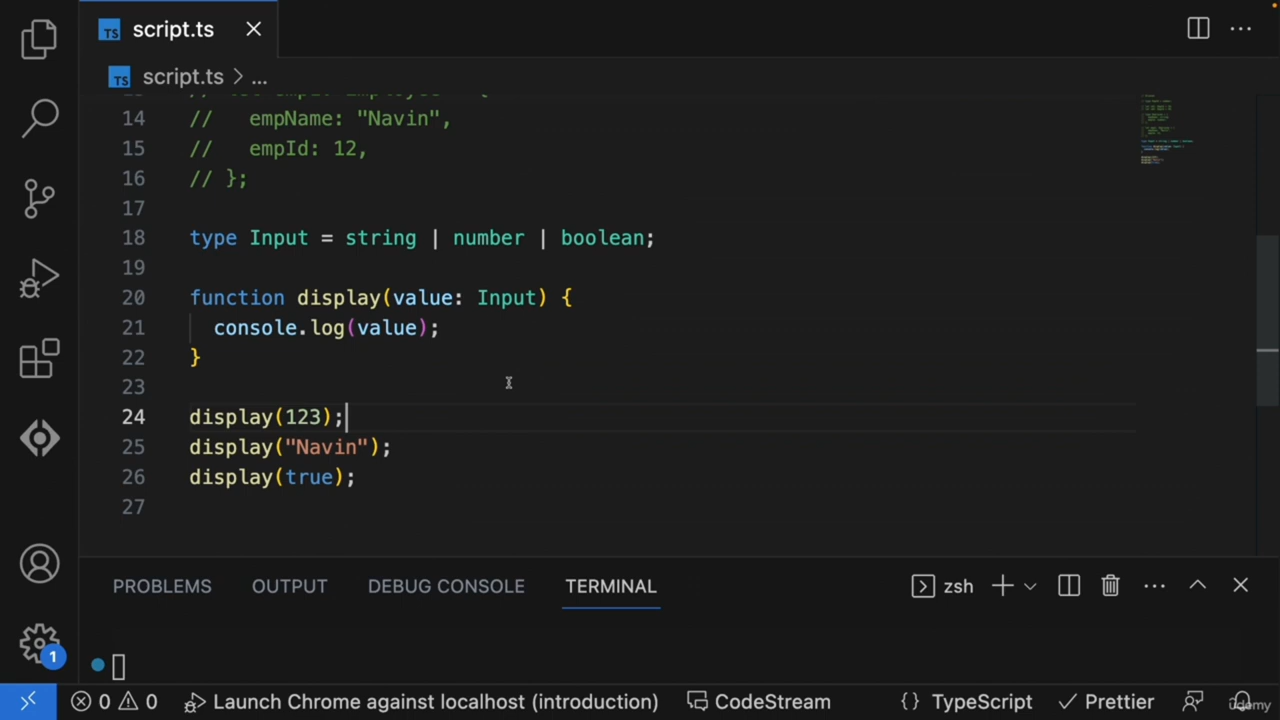 TS script.ts
TS script.ts > ...
14 //   empName: "Navin",
15 //   empId: 12,
16 // };
17
18 type Input = string | number | boolean;
19
20 function display(value: Input) {
21   console.log(value);
22 }
23
24 display(123);
25 display("Navin");
26 display(true);
27
PROBLEMS OUTPUT DEBUG CONSOLE TERMINAL zsh
1
0 0 Launch Chrome against localhost (introduction) CodeStream {} TypeScript Prettier
udemy